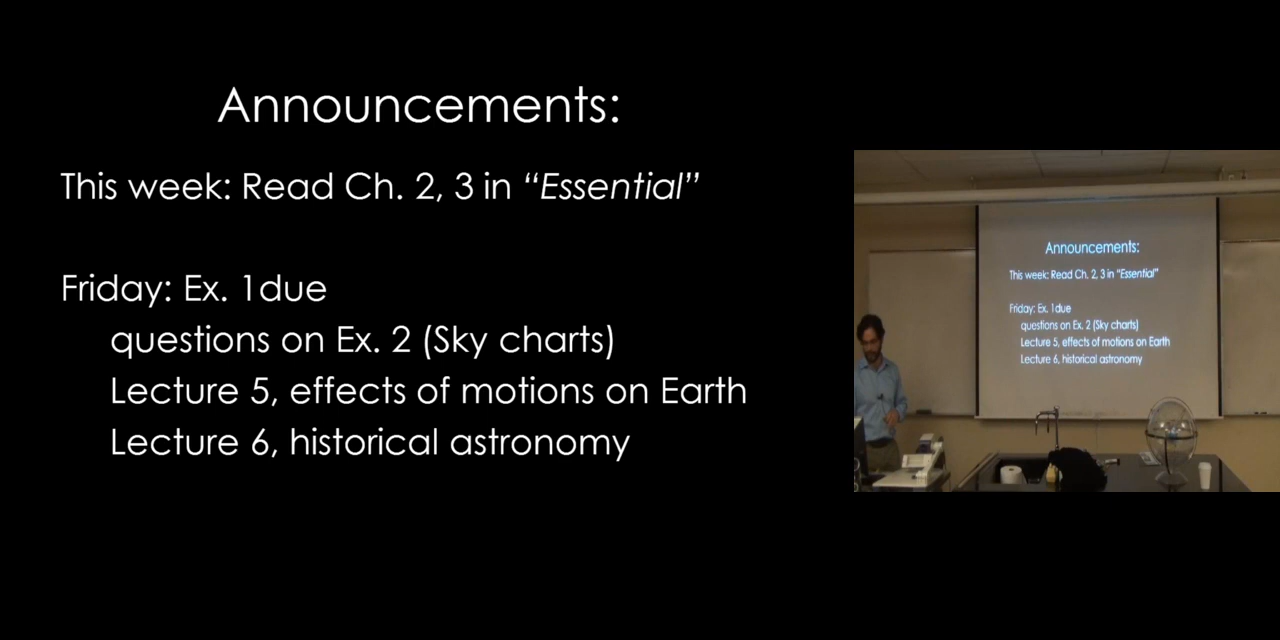 Announcements:
This week: Read Ch. 2, 3 in “Essential”
Friday: Ex. 1due
questions on Ex. 2 (Sky charts)
Lecture 5, effects of motions on Earth
Lecture 6, historical astronomy
Announcements:
This week: Read Ch. 2, 3 in “Essential”
Friday: Ex. 1due
questions on Ex. 2 (Sky charts)
Lecture 5, effects of motions on Earth
Lecture 6, historical astronomy